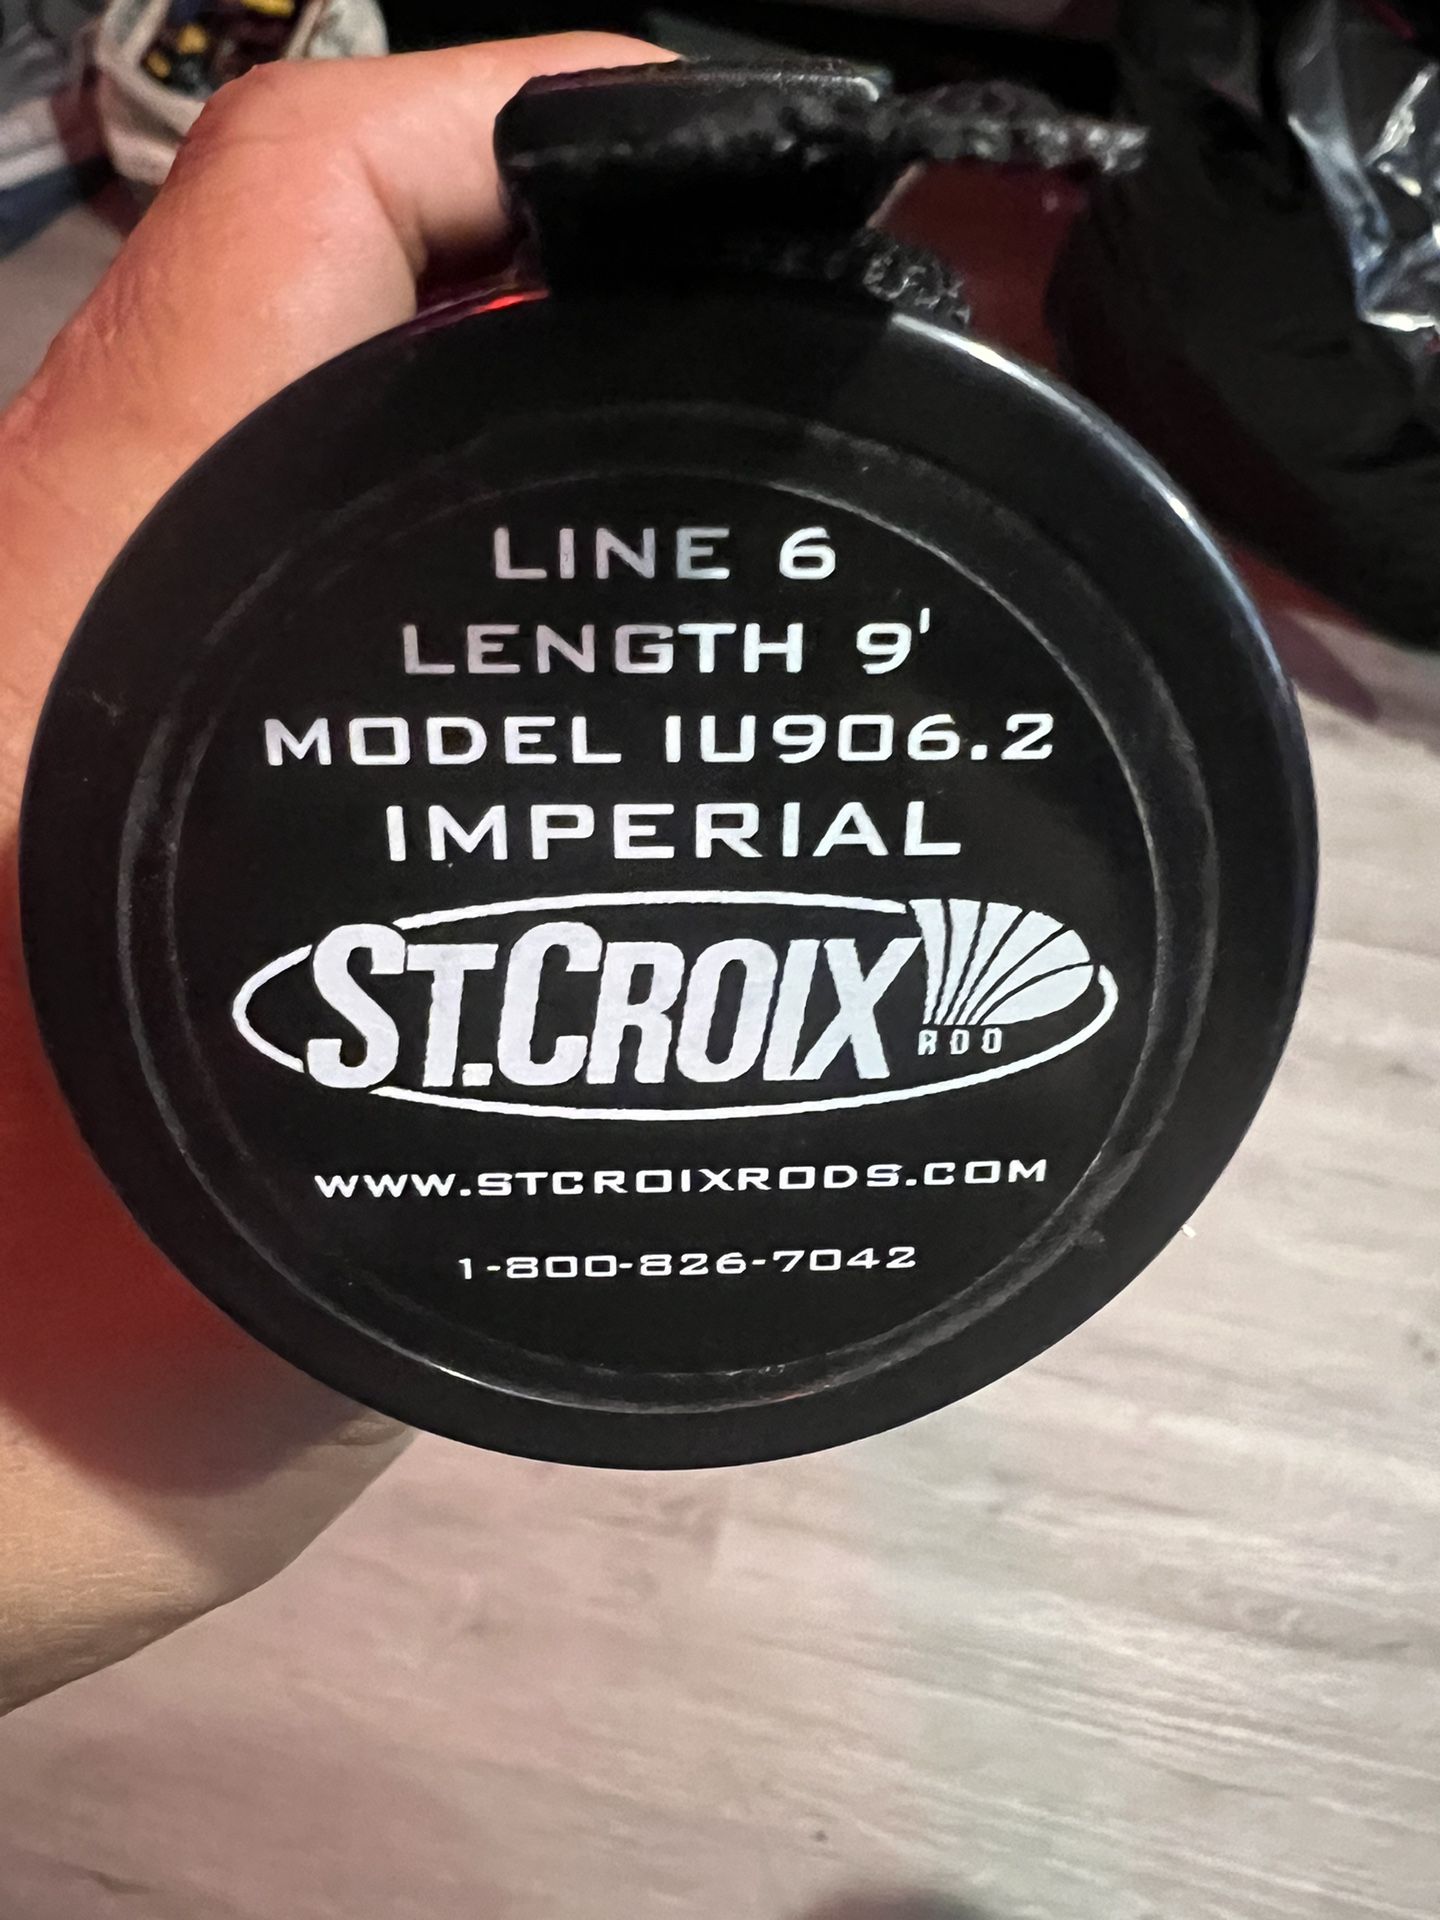 LINE 6
LENGTH 9'
MODEL IU906.2
IMPERIAL
ST.CROIX
ROD
WWW.STCROIXRODS.COM
1-800-826-7042